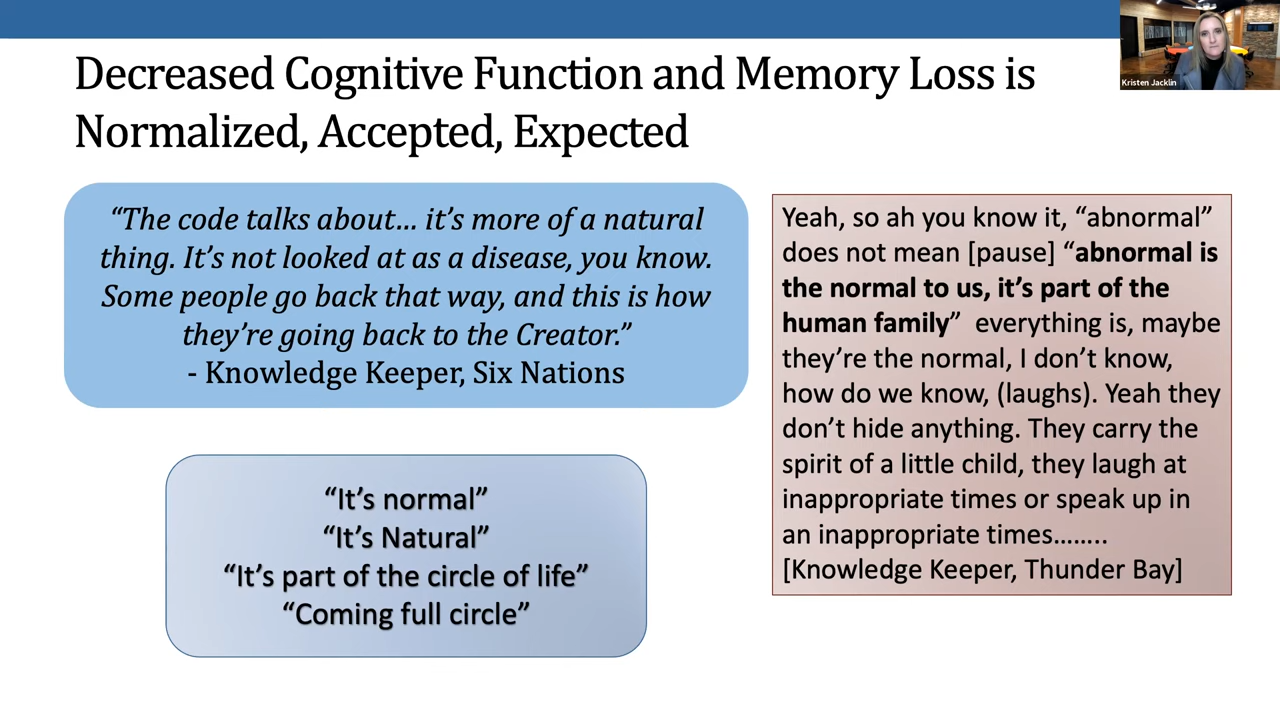 Kristen Jacklin
Decreased Cognitive Function and Memory Loss is
Normalized, Accepted, Expected
“The code talks about… it’s more of a natural
thing. It’s not looked at as a disease, you know.
Some people go back that way, and this is how
they’re going back to the Creator.”
- Knowledge Keeper, Six Nations
“It’s normal”
“It’s Natural”
“It’s part of the circle of life”
“Coming full circle”
Yeah, so ah you know it, “abnormal”
does not mean [pause] “abnormal is
the normal to us, it’s part of the
human family”  everything is, maybe
they’re the normal, I don’t know,
how do we know, (laughs). Yeah they
don’t hide anything. They carry the
spirit of a little child, they laugh at
inappropriate times or speak up in
an inappropriate times……..
[Knowledge Keeper, Thunder Bay]